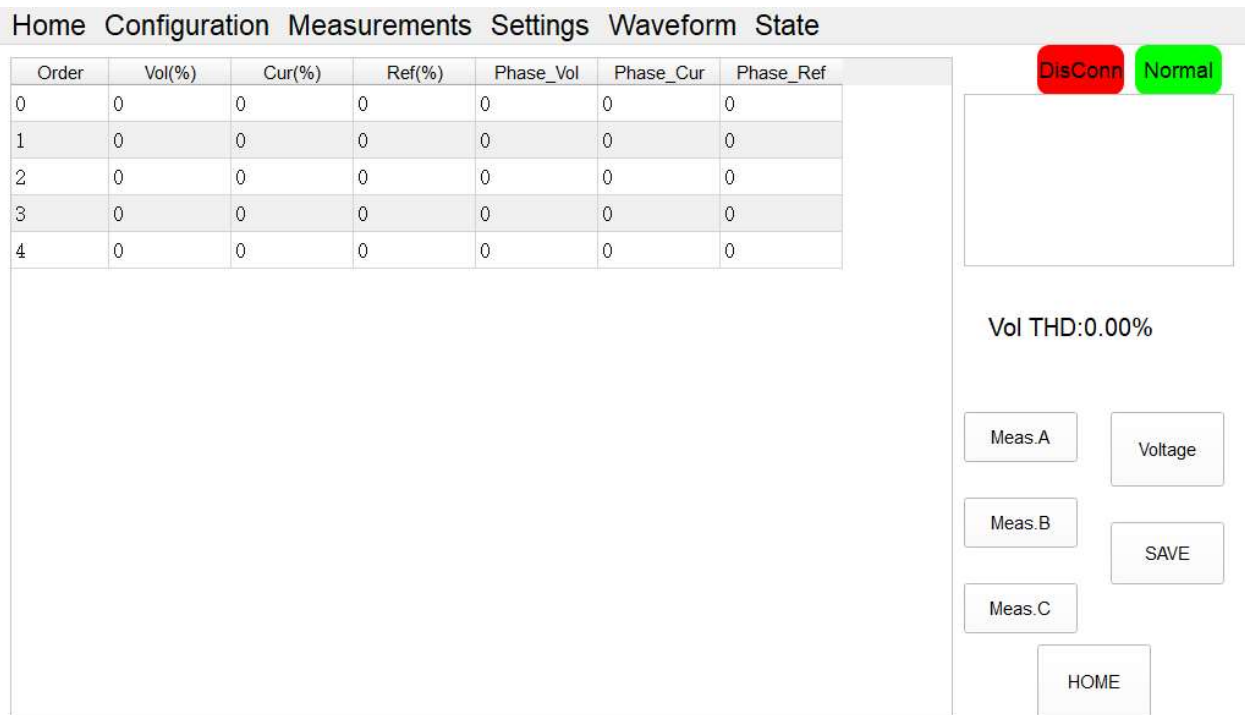 Home Configuration Measurements Settings Waveform State
DisConn Normal
Order Vol(%) Cur(%) Ref(%) Phase_Vol Phase_Cur Phase_Ref
0 0 0 0 0 0 0
1 0 0 0 0 0 0
2 0 0 0 0 0 0
3 0 0 0 0 0 0
4 0 0 0 0 0 0
Vol THD:0.00%
Meas.A
Voltage
Meas.B
SAVE
Meas.C
HOME